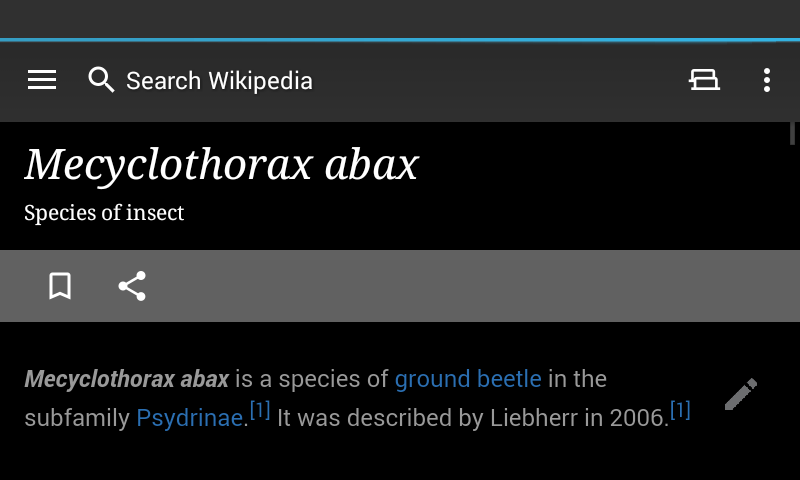 Search Wikipedia
Mecyclothorax abax
Species of insect
Mecyclothorax abax is a species of ground beetle in the
subfamily Psydrinae.[1] It was described by Liebherr in 2006.[1]